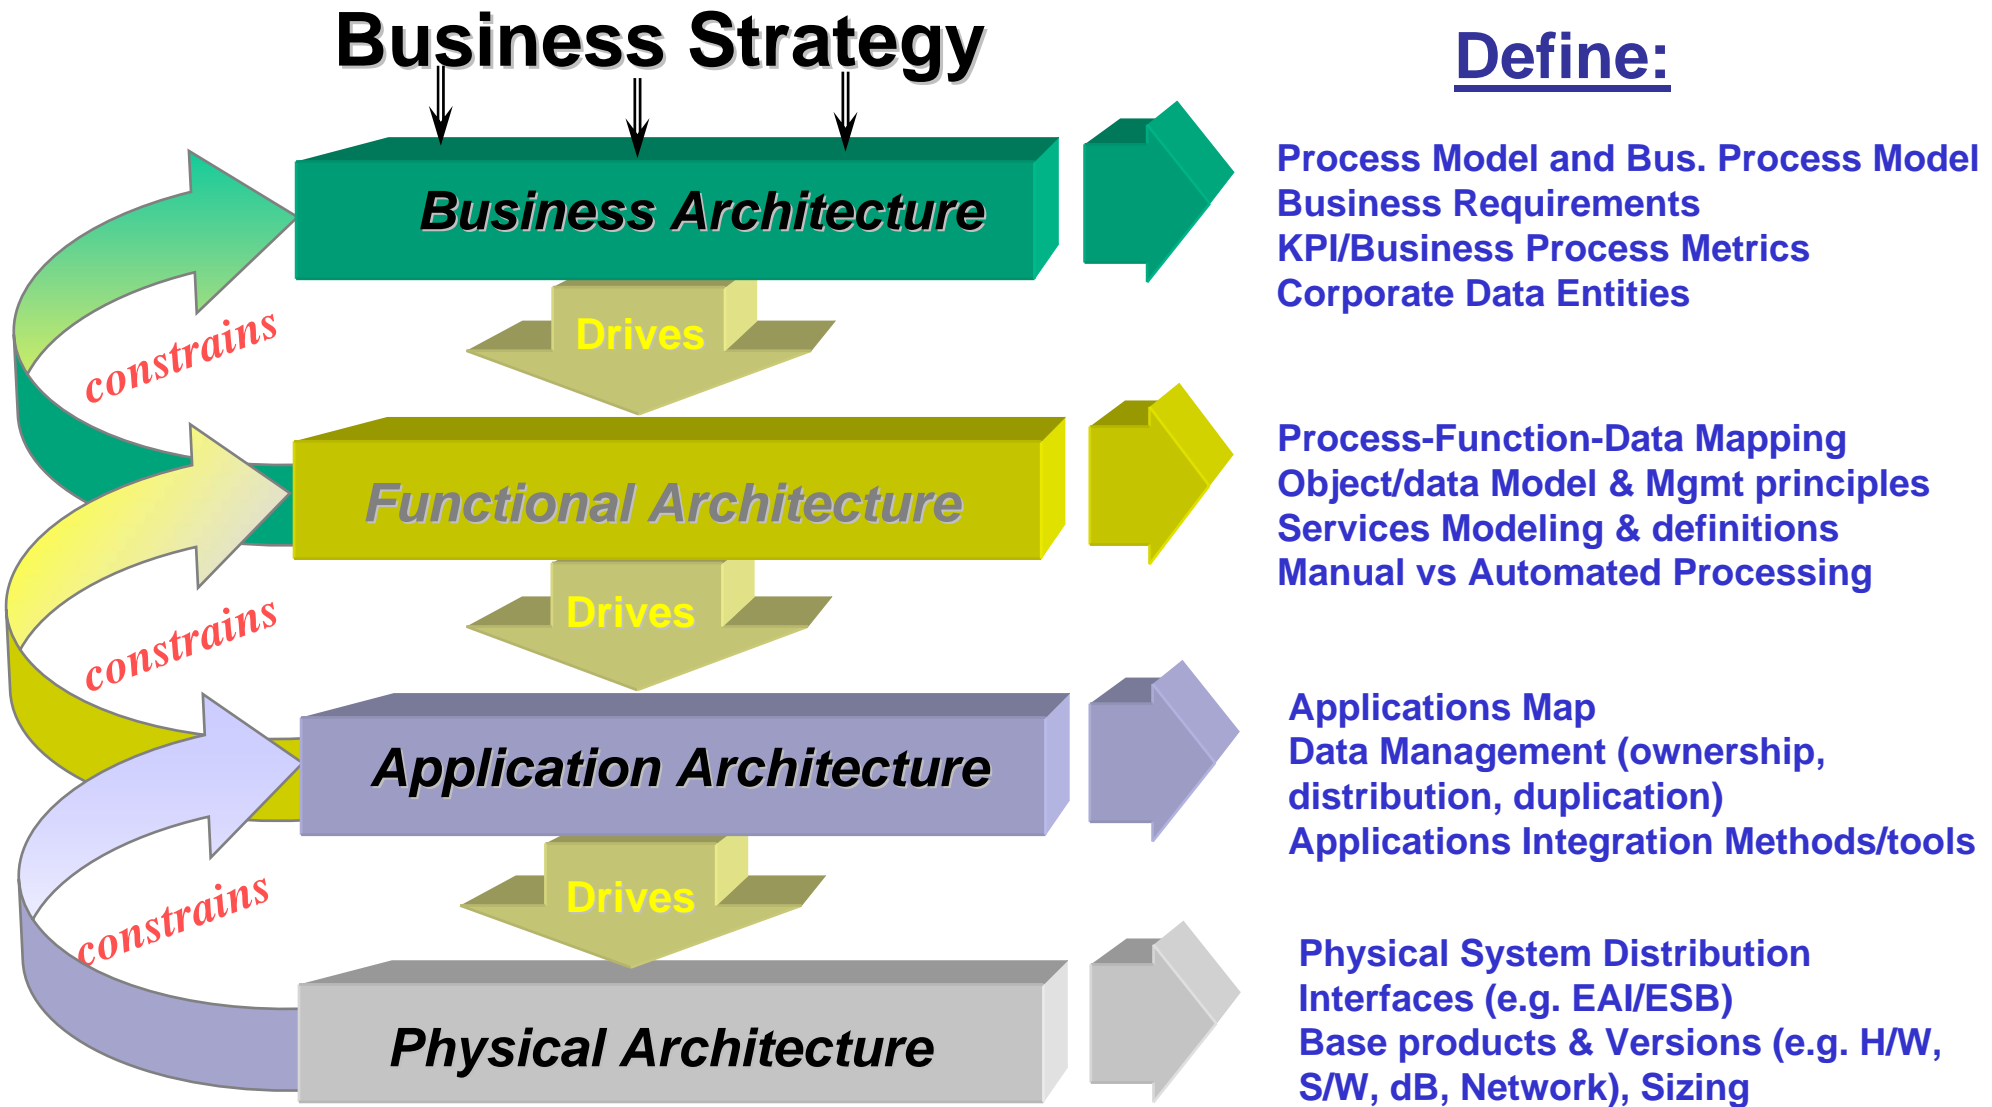 Business Strategy
Define:
Business Architecture
Process Model and Bus. Process Model
Business Requirements
KPI/Business Process Metrics
Corporate Data Entities
constrains
Drives
Functional Architecture
Process-Function-Data Mapping
Object/data Model & Mgmt principles
Services Modeling & definitions
Manual vs Automated Processing
constrains
Drives
Application Architecture
Applications Map
Data Management (ownership,
distribution, duplication)
Applications Integration Methods/tools
constrains
Drives
Physical Architecture
Physical System Distribution
Interfaces (e.g. EAI/ESB)
Base products & Versions (e.g. H/W,
S/W, dB, Network), Sizing